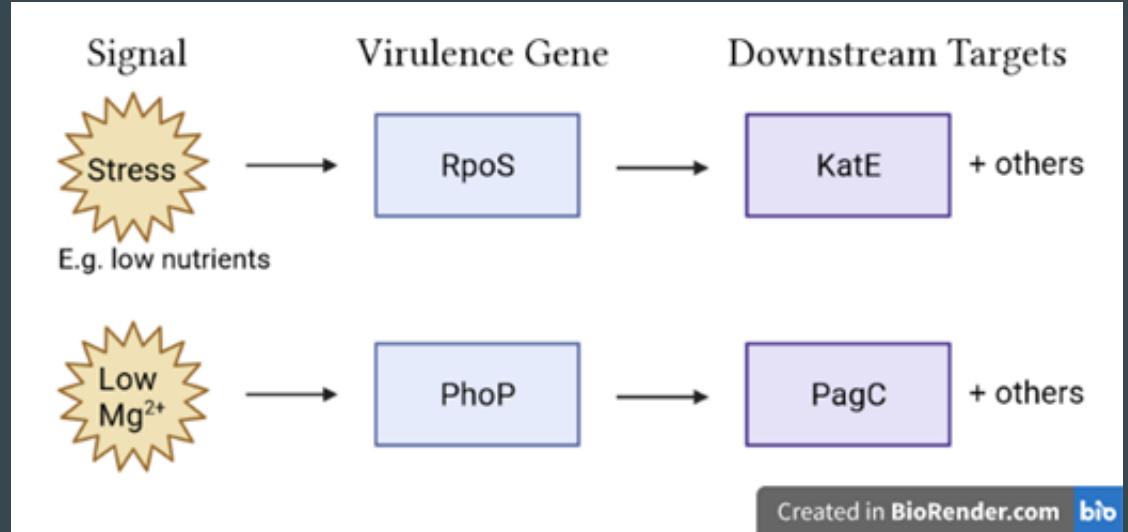 Signal Virulence Gene Downstream Targets
Stress RpoS KatE + others
E.g. low nutrients
Low
Mg²⁺ PhoP PagC + others
Created in BioRender.com bio